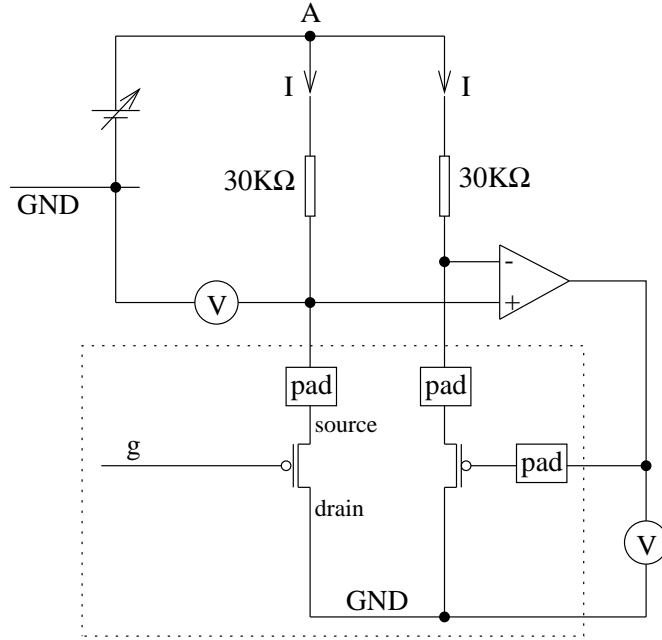 A
I
I
30KΩ
30KΩ
GND
V
-
+
pad
pad
source
g
pad
drain
V
GND